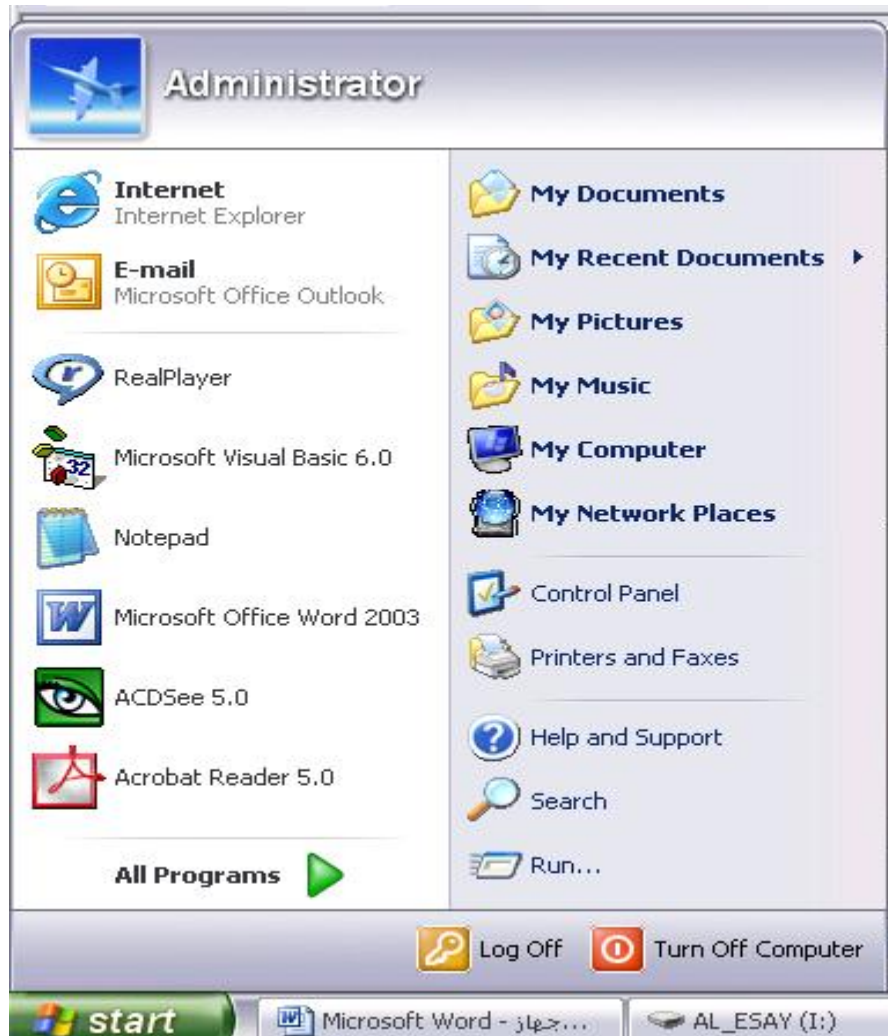 Administrator
Internet
Internet Explorer
E-mail
Microsoft Office Outlook
RealPlayer
Microsoft Visual Basic 6.0
32
Notepad
Microsoft Office Word 2003
ACDSee 5.0
Acrobat Reader 5.0
All Programs
My Documents
My Recent Documents
My Pictures
My Music
My Computer
My Network Places
Control Panel
Printers and Faxes
Help and Support
Search
Run...
Log Off
Turn Off Computer
start
Microsoft Word - جهاز...
AL_ESAY (I:)